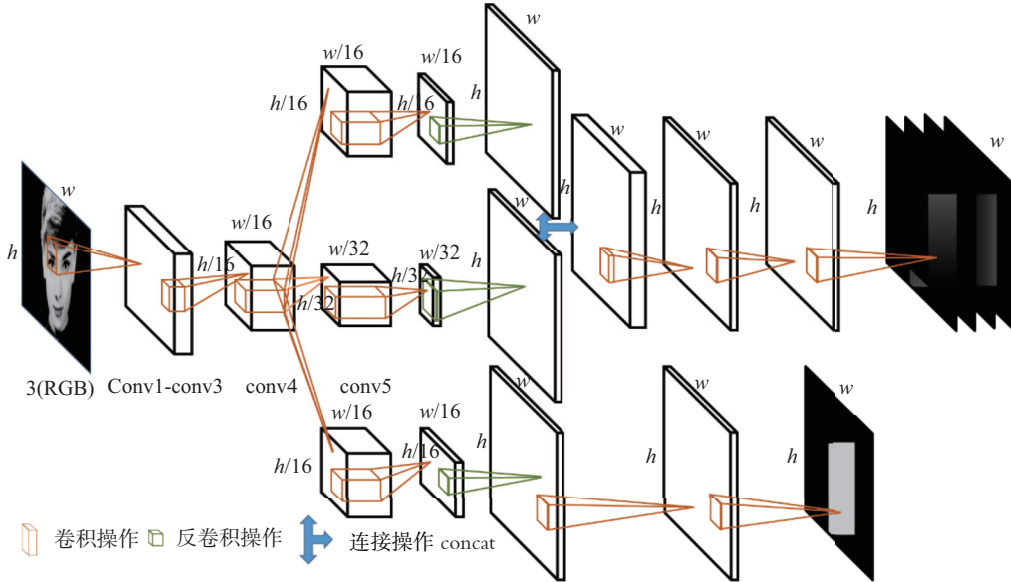 w
w/16
w/16
h
h/16
h/16
w
w
w
w
h
h
h
h
w
w
w/16
w/32
w/32
h
h/16
h/32
h/3
h
3(RGB)
Conv1-conv3
conv4
conv5
w
w
w
w/16
w/16
h
h
h
h/16
h/16
卷积操作
反卷积操作
连接操作 concat